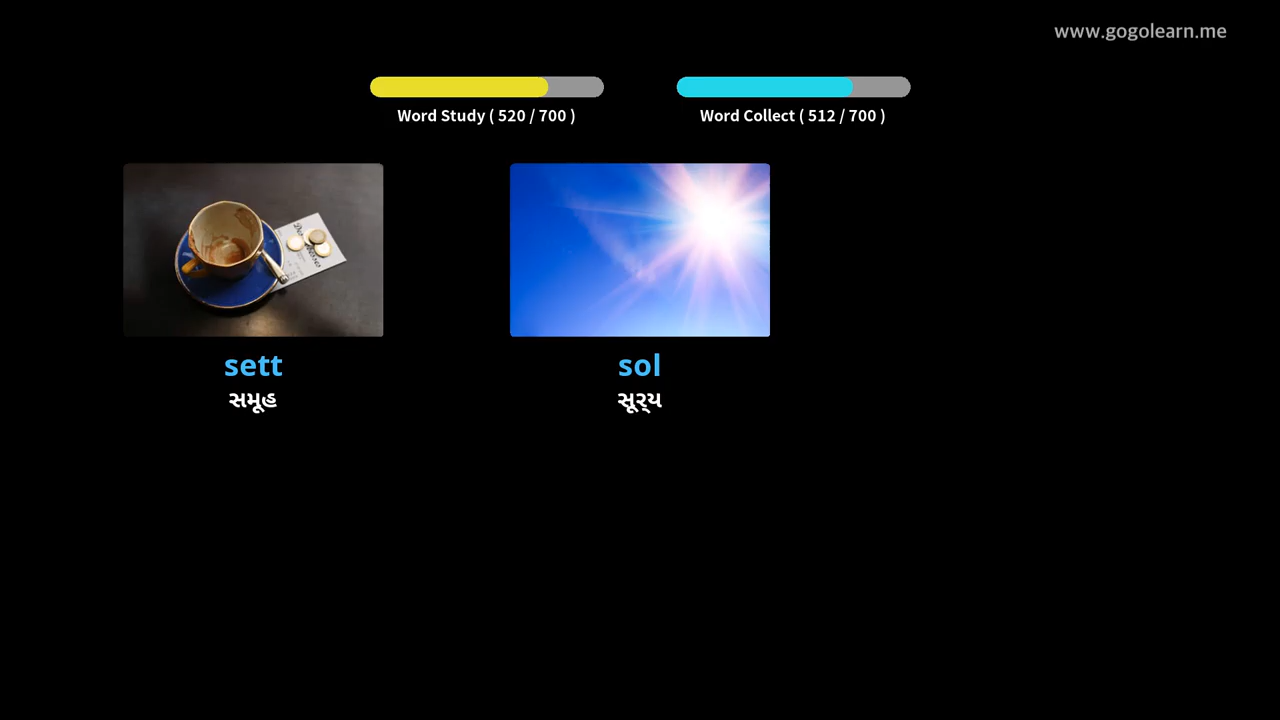 www.gogolearn.me
Word Study ( 520 / 700 )
Word Collect ( 512 / 700 )
sett
સમૂહ
sol
સૂર્ય